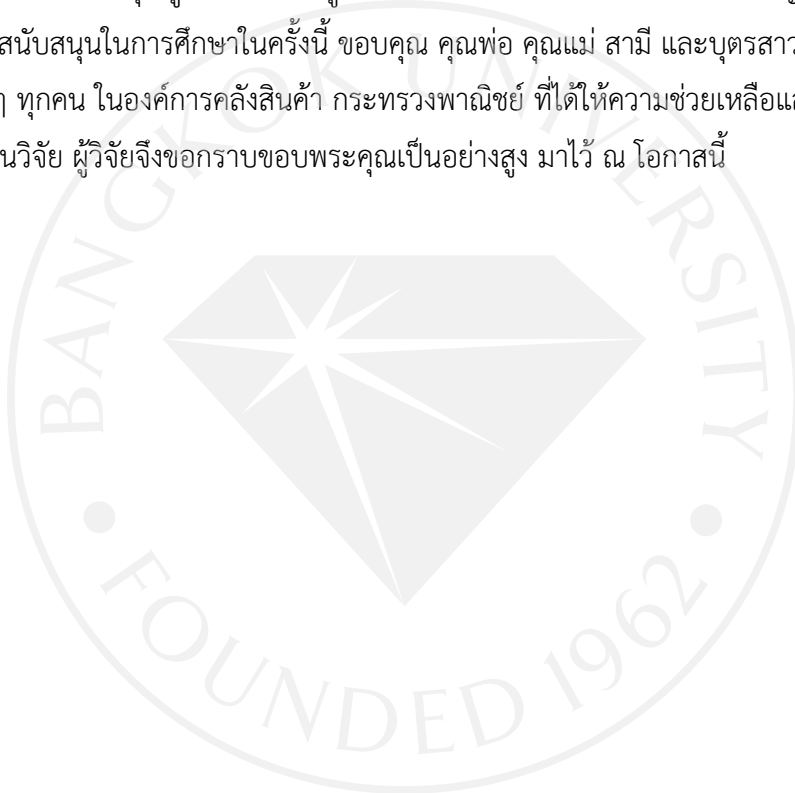 สนับสนุนในการศึกษาในครั้งนี้ ขอบคุณ คุณพ่อ คุณแม่ สามี และบุตรสาว
ๆ ทุกคน ในองค์การคลังสินค้า กระทรวงพาณิชย์ ที่ได้ให้ความช่วยเหลือแ
นวิจัย ผู้วิจัยจึงขอกราบขอบพระคุณเป็นอย่างสูง มาไว้ ณ โอกาสนี้
BANGKOK UNIVERSITY
FOUNDED 1962